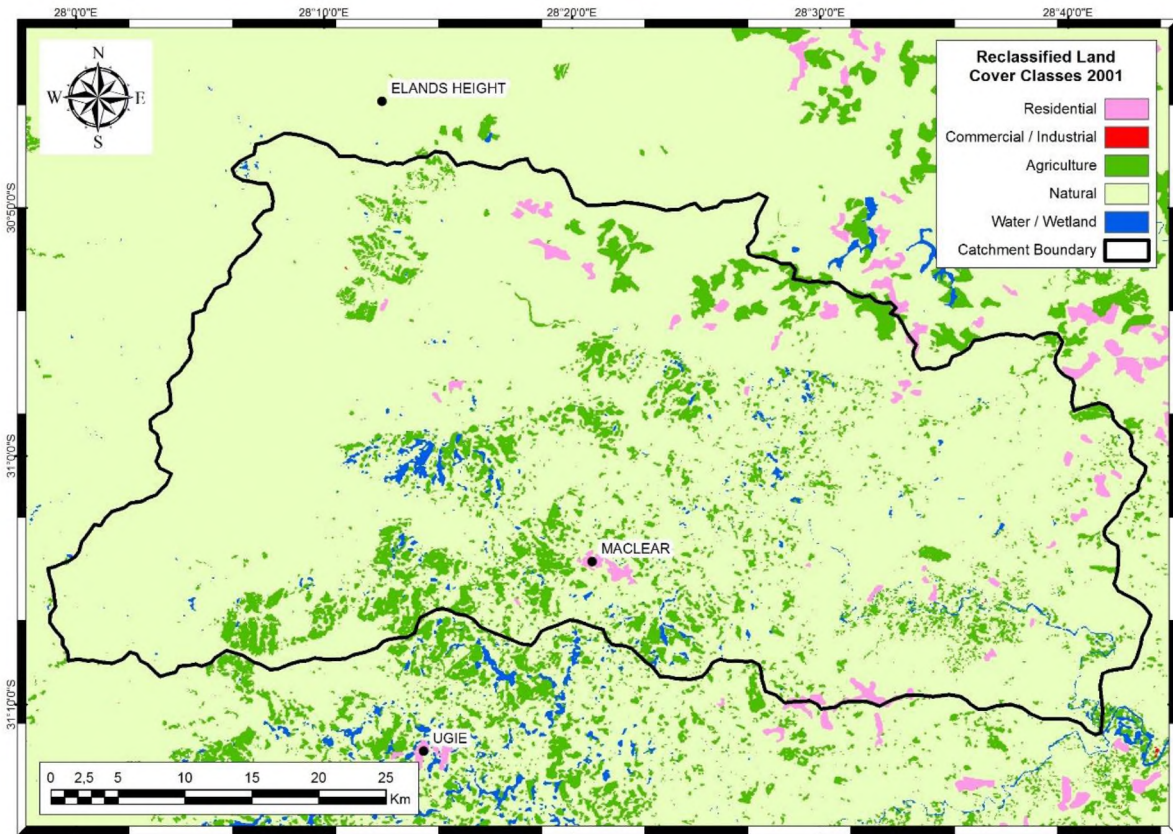 28°0'0"E
28°10'0"E
28°20'0"E
28°30'0"E
28°40'0"E
N
W
E
S
ELANDS HEIGHT
Reclassified Land
Cover Classes 2001
Residential
Commercial / Industrial
Agriculture
Natural
Water / Wetland
Catchment Boundary
30°50'0"S
31°0'0"S
MACLEAR
31°10'0"S
UGIE
0 2,5 5 10 15 20 25
Km